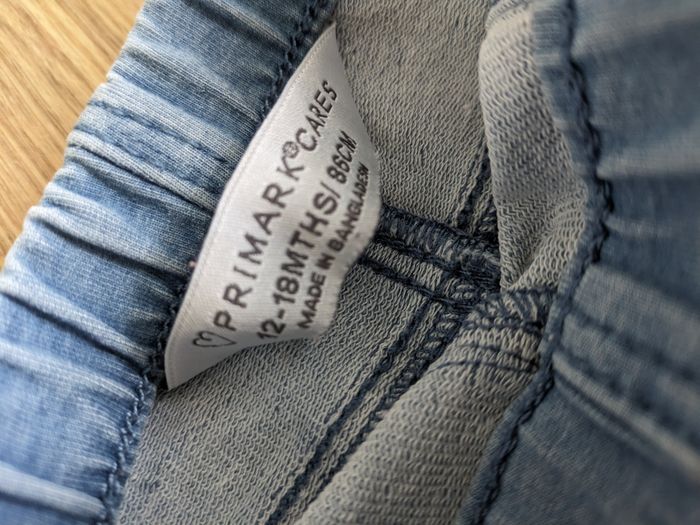 ♡ PRIMARK® CARES
12-18MTHS/ 86CM
MADE IN BANGLADESH